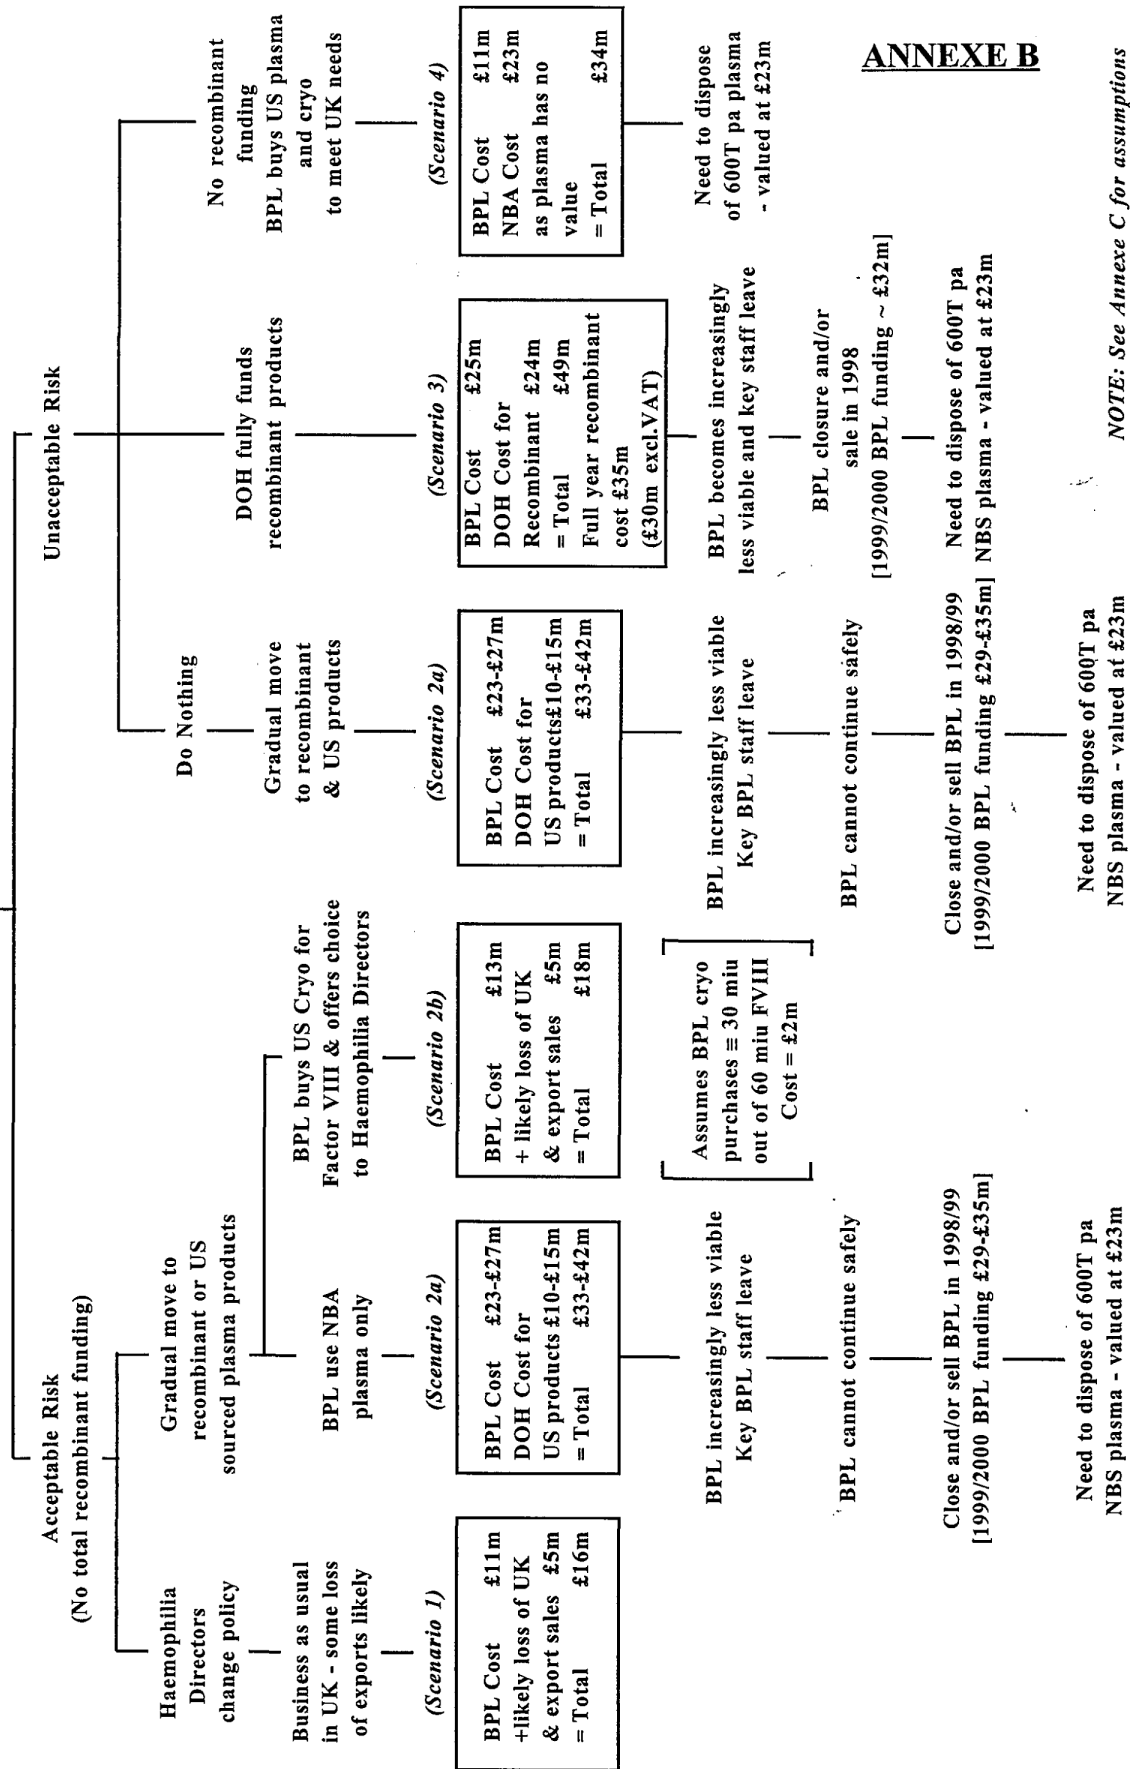 Acceptable Risk
(No total recombinant funding)
Unacceptable Risk
Haemophilia
Directors
change policy
Business as usual
in UK - some loss
of exports likely
(Scenario 1)
BPL Cost £11m
+likely loss of UK
& export sales £5m
= Total £16m
Gradual move to
recombinant or US
sourced plasma products
BPL use NBA
plasma only
(Scenario 2a)
BPL Cost £23-£27m
DOH Cost for
US products £10-£15m
= Total £33-£42m
BPL increasingly less viable
Key BPL staff leave
BPL cannot continue safely
Close and/or sell BPL in 1998/99
[1999/2000 BPL funding £29-£35m]
Need to dispose of 600T pa
NBS plasma - valued at £23m
BPL buys US Cryo for
Factor VIII & offers choice
to Haemophilia Directors
(Scenario 2b)
BPL Cost £13m
+ likely loss of UK
& export sales £5m
= Total £18m
Assumes BPL cryo
purchases ≡ 30 miu
out of 60 miu FVIII
Cost = £2m
Do Nothing
Gradual move
to recombinant
& US products
(Scenario 2a)
BPL Cost £23-£27m
DOH Cost for
US products£10-£15m
= Total £33-£42m
BPL increasingly less viable
Key BPL staff leave
BPL cannot continue safely
Close and/or sell BPL in 1998/99
[1999/2000 BPL funding £29-£35m]
Need to dispose of 600T pa
NBS plasma - valued at £23m
DOH fully funds
recombinant products
(Scenario 3)
BPL Cost £25m
DOH Cost for
Recombinant £24m
= Total £49m
Full year recombinant
cost £35m
(£30m excl.VAT)
BPL becomes increasingly
less viable and key staff leave
BPL closure and/or
sale in 1998
[1999/2000 BPL funding ~ £32m]
Need to dispose of 600T pa
NBS plasma - valued at £23m
No recombinant
funding
BPL buys US plasma
and cryo
to meet UK needs
(Scenario 4)
BPL Cost £11m
NBA Cost £23m
as plasma has no
value
= Total £34m
Need to dispose
of 600T pa plasma
- valued at £23m
ANNEXE B
NOTE: See Annexe C for assumptions